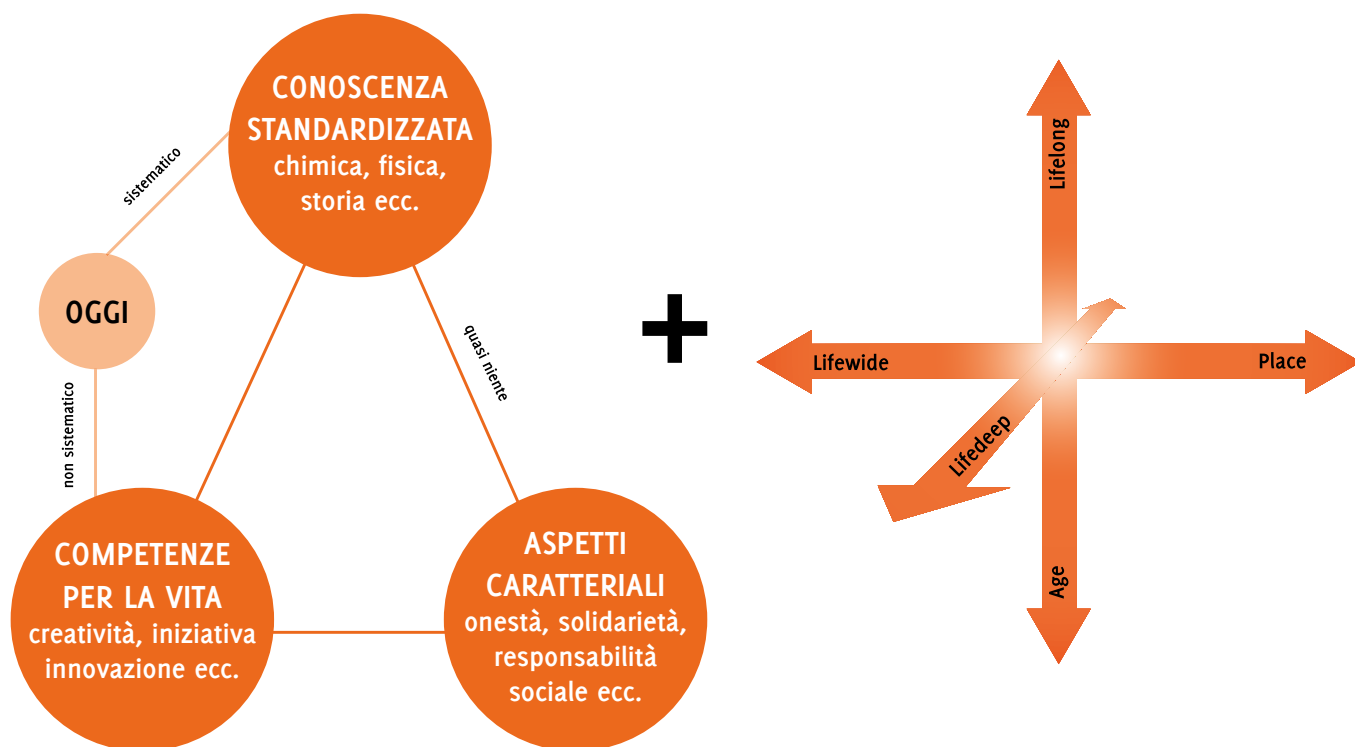 CONOSCENZA
STANDARDIZZATA
chimica, fisica,
storia ecc.
sistematico
OGGI
non sistematico
quasi niente
COMPETENZE
PER LA VITA
creatività, iniziativa
innovazione ecc.
ASPETTI
CARATTERIALI
onestà, solidarietà,
responsabilità
sociale ecc.
+
Lifelong
Lifewide
Place
Lifedeep
Age